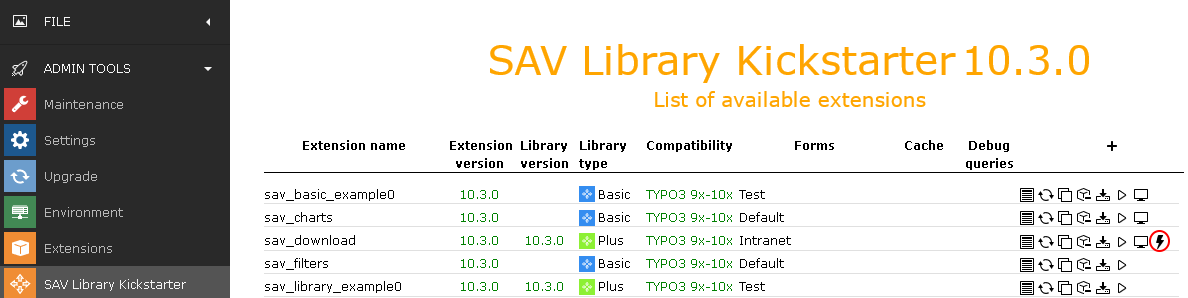 FILE
ADMIN TOOLS
Maintenance
Settings
Upgrade
Environment
Extensions
SAV Library Kickstarter
SAV Library Kickstarter 10.3.0
List of available extensions
Extension name Extension version Library version Library type Compatibility Forms Cache Debug queries +
sav_basic_example0 10.3.0 Basic TYPO3 9x-10x Test
sav_charts 10.3.0 Basic TYPO3 9x-10x Default
sav_download 10.3.0 10.3.0 Plus TYPO3 9x-10x Intranet
sav_filters 10.3.0 Basic TYPO3 9x-10x Default
sav_library_example0 10.3.0 10.3.0 Plus TYPO3 9x-10x Test